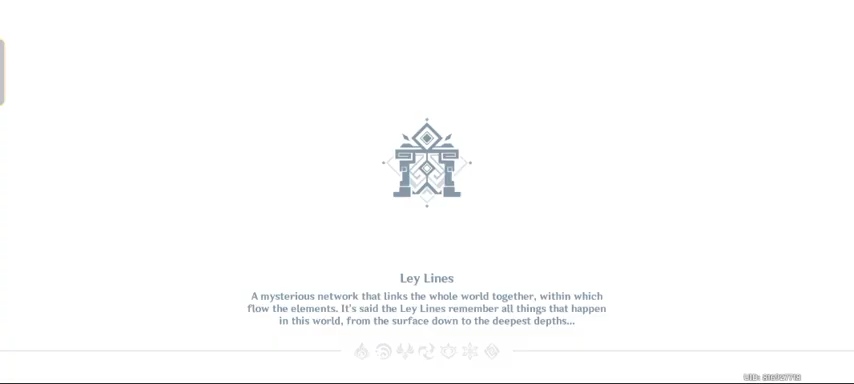 Ley Lines
A mysterious network that links the whole world together, within which
flow the elements. It's said the Ley Lines remember all things that happen
in this world, from the surface down to the deepest depths...
UID: